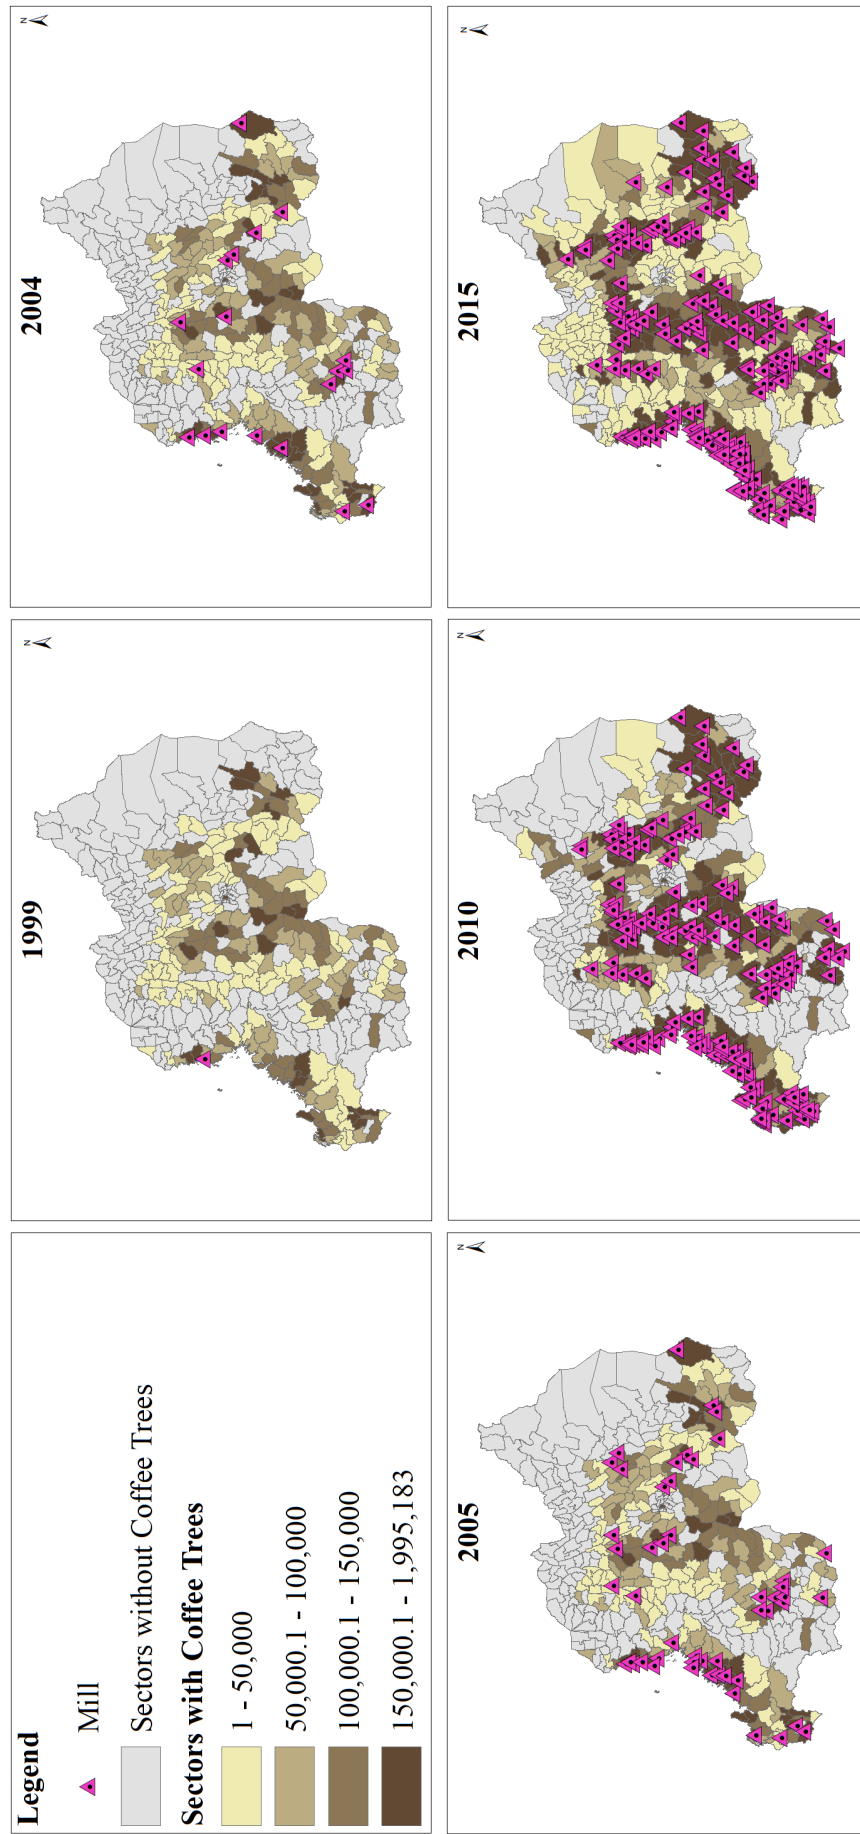 Legend
Mill
Sectors without Coffee Trees
Sectors with Coffee Trees
1 - 50,000
50,000.1 - 100,000
100,000.1 - 150,000
150,000.1 - 1,995,183
1999
N
2004
N
2005
N
2010
N
2015
N